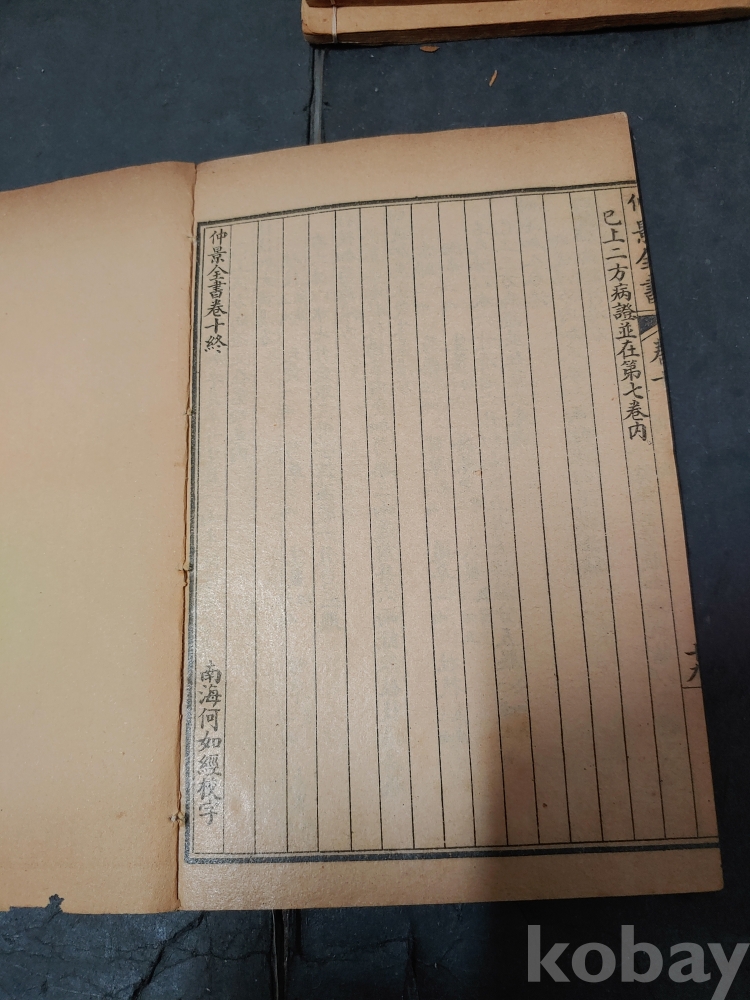 仲景全書 卷十
十九
已上二方病證並在第七卷內
仲景全書卷十終
南海何如經校字
kobay